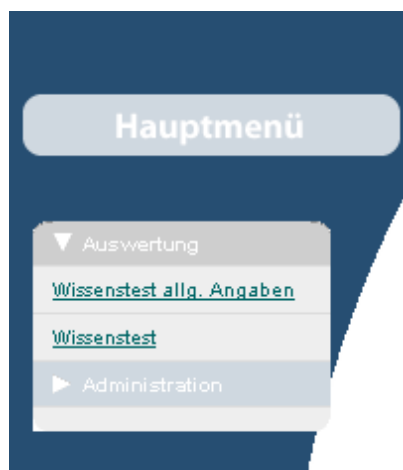 Hauptmenü
Auswertung
Wissenstest allg. Angaben
Wissenstest
Administration